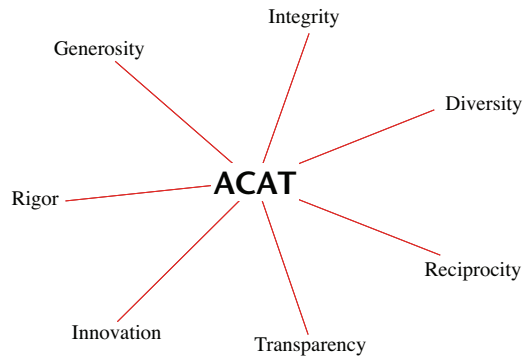 Integrity
Generosity
Diversity
ACAT
Rigor
Reciprocity
Innovation
Transparency